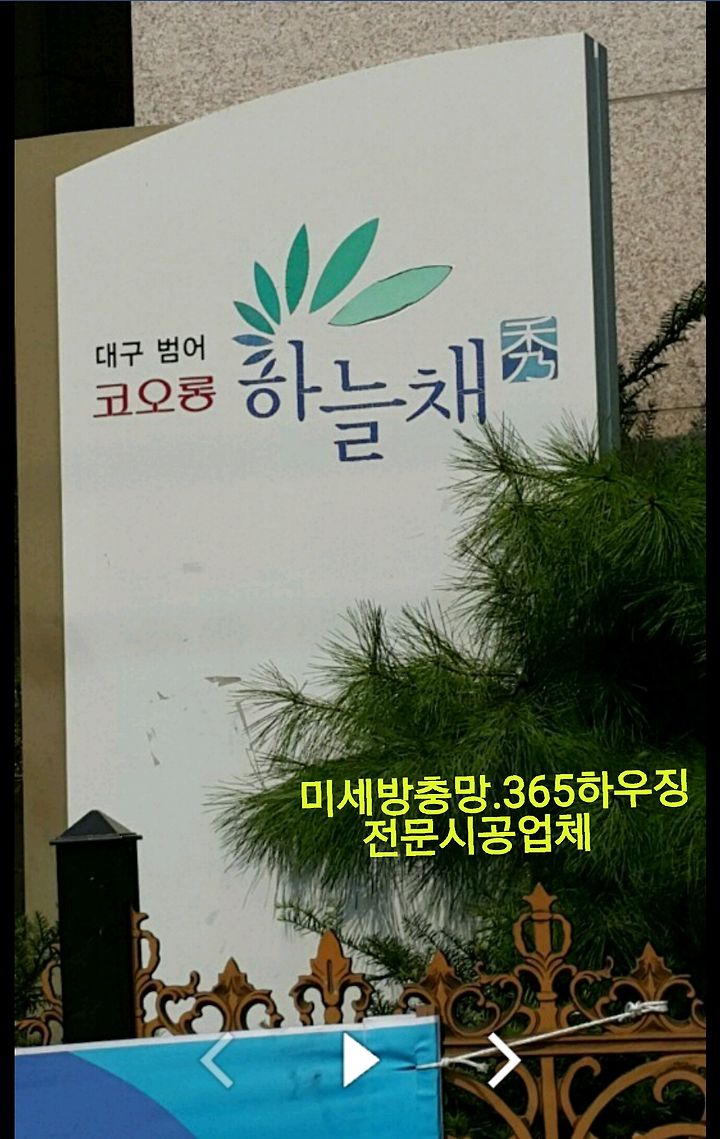 대구 범어
코오롱 하늘채 秀
미세방충망.365하우징
전문시공업체